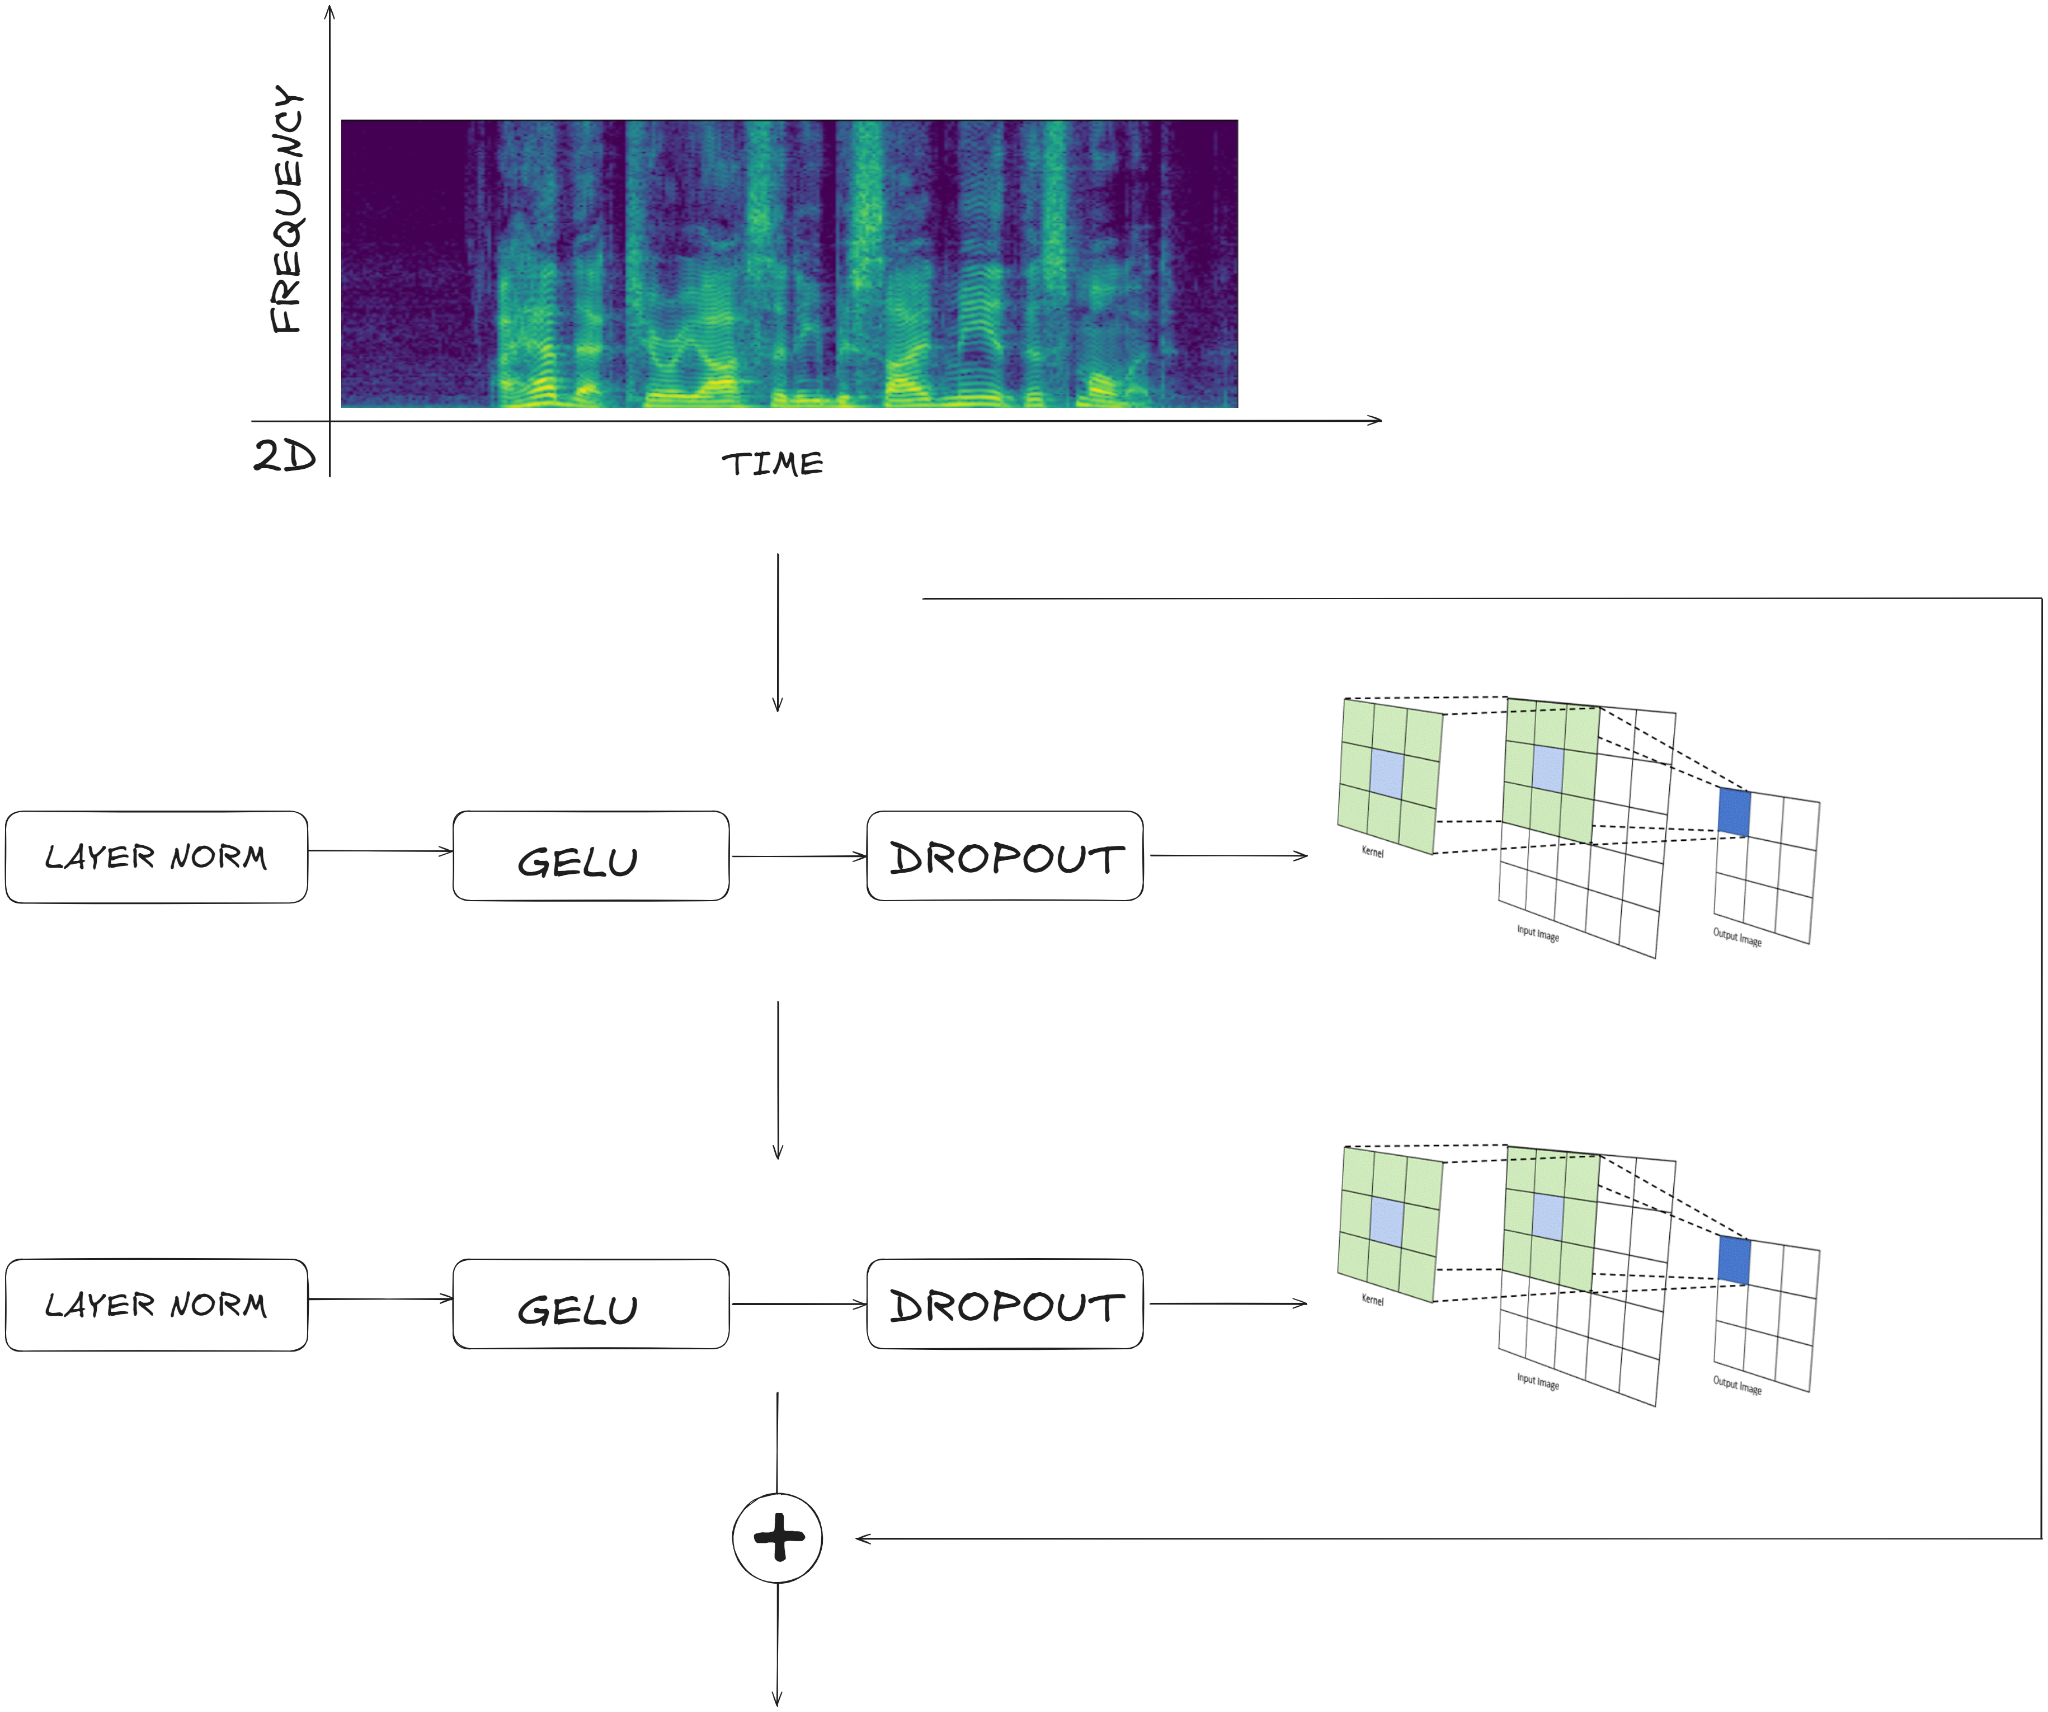 FREQUENCY
2D
TIME
LAYER NORM
GELU
DROPOUT
Kernel
Input Image
Output Image
LAYER NORM
GELU
DROPOUT
Kernel
Input Image
Output Image
+